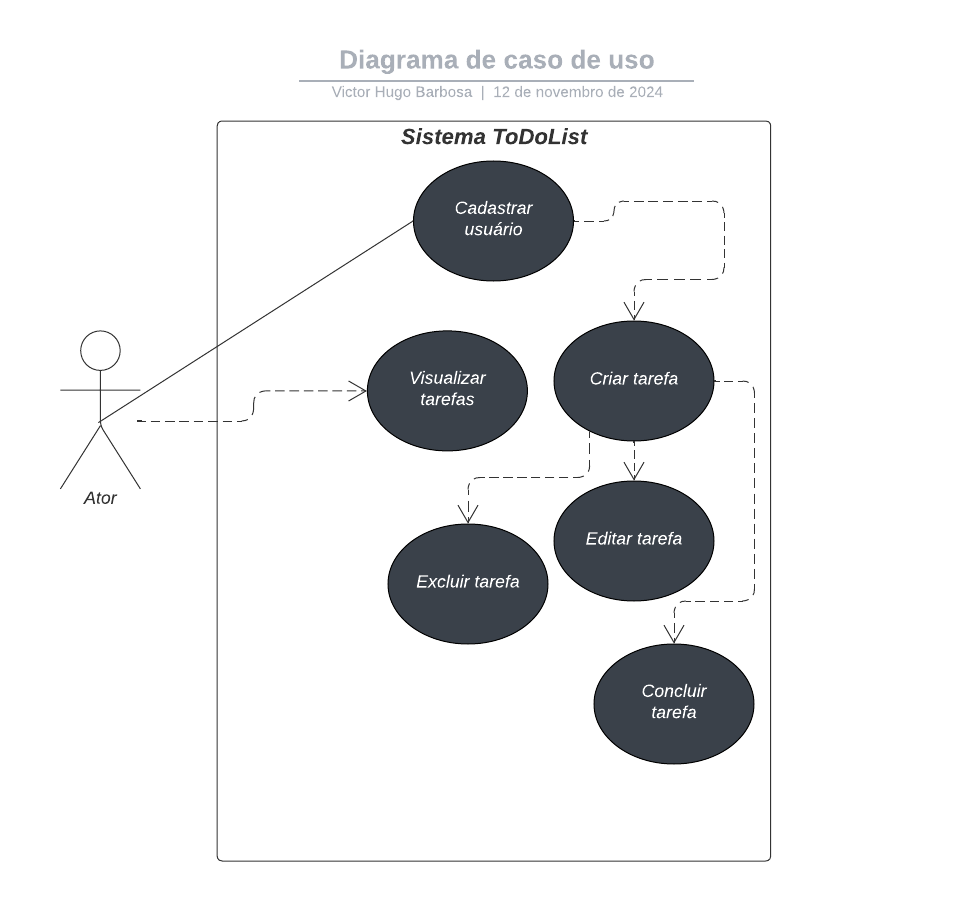 Diagrama de caso de uso
Victor Hugo Barbosa | 12 de novembro de 2024
Sistema ToDoList
Cadastrar
usuário
Visualizar
tarefas
Criar tarefa
Ator
Editar tarefa
Excluir tarefa
Concluir
tarefa